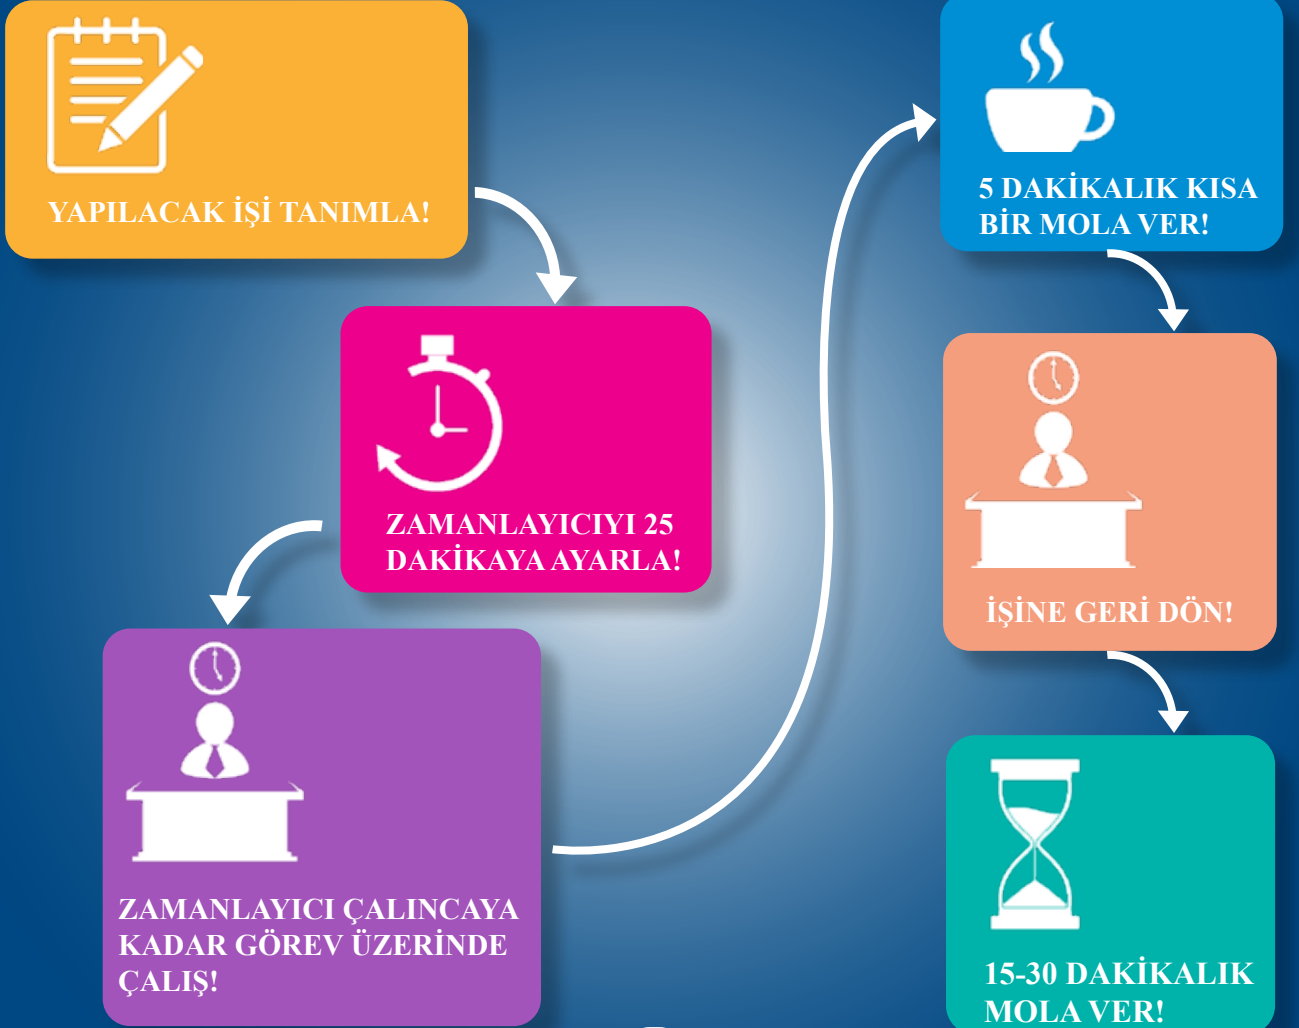 YAPILACAK İŞİ TANIMLA!
ZAMANLAYICIYI 25
DAKİKAYA AYARLA!
ZAMANLAYICI ÇALINCAYA
KADAR GÖREV ÜZERİNDE
ÇALIŞ!
5 DAKİKALIK KISA
BİR MOLA VER!
İŞİNE GERİ DÖN!
15-30 DAKİKALIK
MOLA VER!